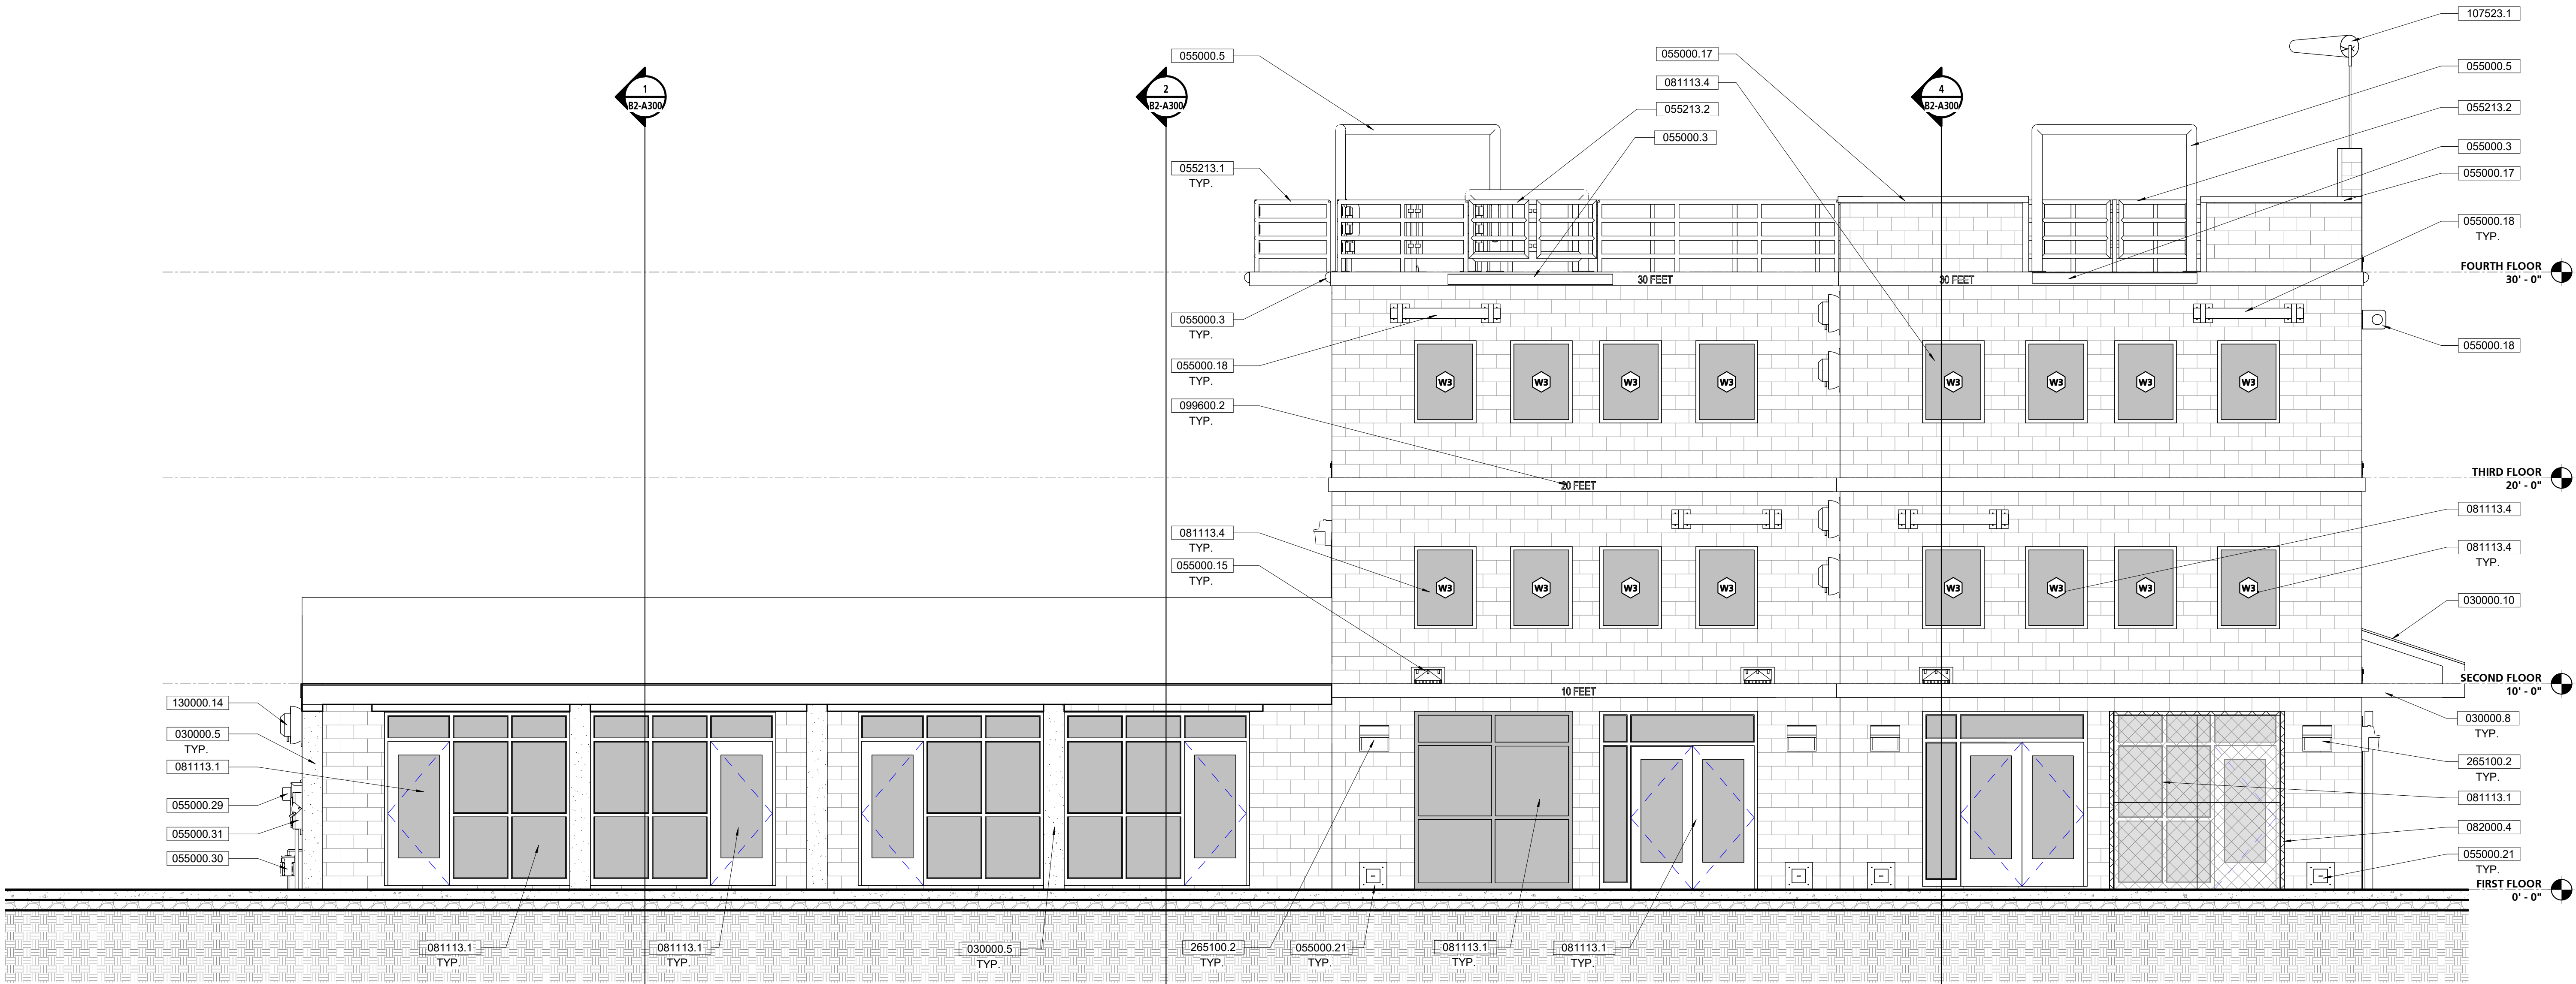 107523.1
055000.5
055000.17
055000.5
081113.4
1
B2-A300
2
B2-A300
4
B2-A300
055213.2
055213.2
055000.3
055000.3
055213.1
TYP.
055000.17
055000.18
TYP.
FOURTH FLOOR
30' - 0"
30 FEET
30 FEET
055000.3
TYP.
055000.18
055000.18
TYP.
W3
W3
W3
W3
W3
W3
W3
W3
099600.2
TYP.
THIRD FLOOR
20' - 0"
20 FEET
081113.4
081113.4
TYP.
081113.4
TYP.
055000.15
TYP.
W3
W3
W3
W3
W3
W3
W3
W3
030000.10
SECOND FLOOR
10' - 0"
10 FEET
130000.14
030000.8
TYP.
030000.5
TYP.
265100.2
TYP.
081113.1
081113.1
055000.29
082000.4
055000.31
055000.21
TYP.
055000.30
FIRST FLOOR
0' - 0"
081113.1
TYP.
081113.1
TYP.
030000.5
TYP.
265100.2
TYP.
055000.21
TYP.
081113.1
TYP.
081113.1
TYP.